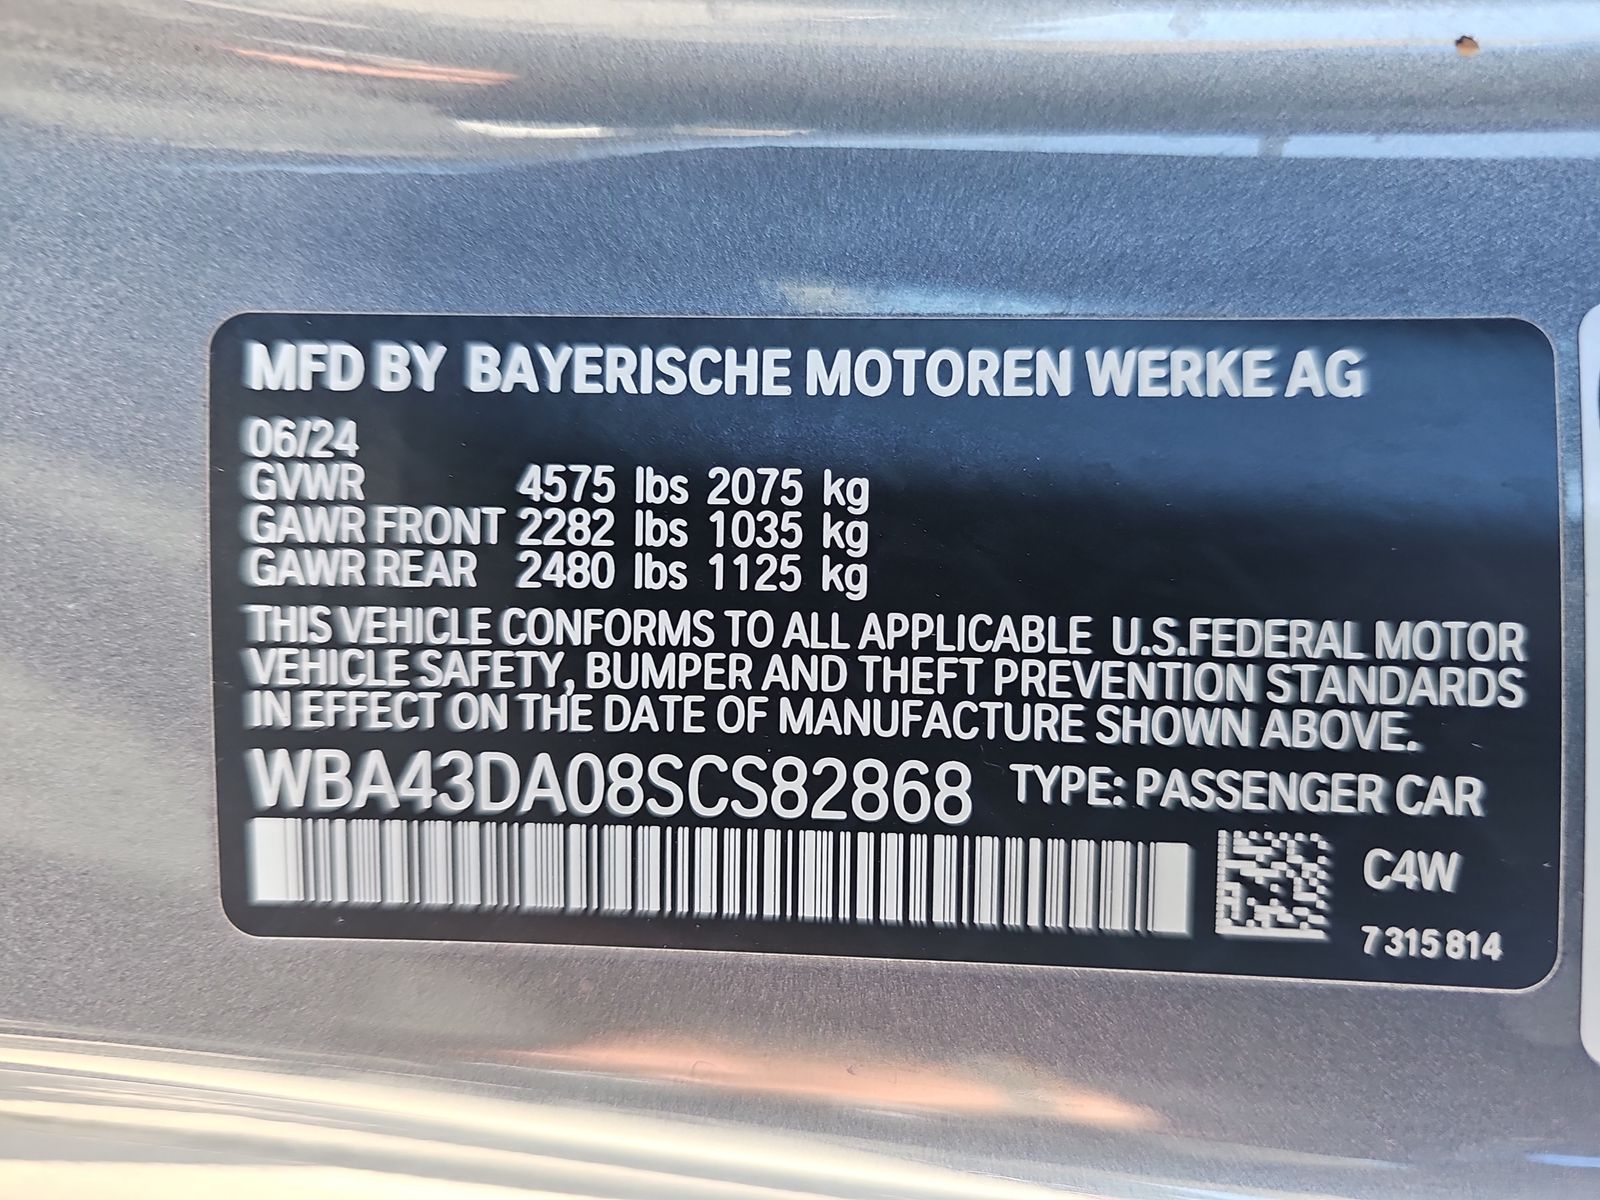 MFD BY BAYERISCHE MOTOREN WERKE AG
06/24
GVWR 4575 lbs 2075 kg
GAWR FRONT 2282 lbs 1035 kg
GAWR REAR 2480 lbs 1125 kg
THIS VEHICLE CONFORMS TO ALL APPLICABLE U.S.FEDERAL MOTOR
VEHICLE SAFETY, BUMPER AND THEFT PREVENTION STANDARDS
IN EFFECT ON THE DATE OF MANUFACTURE SHOWN ABOVE.
WBA43DA08SCS82868 TYPE: PASSENGER CAR
C4W
7 315 814